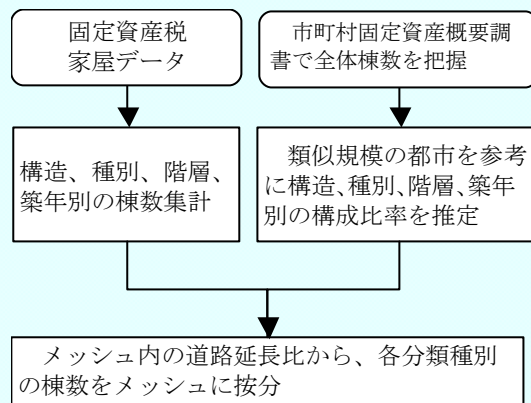 固定資産税
家屋データ
市町村固定資産概要調
書で全体棟数を把握
構造、種別、階層、
築年別の棟数集計
類似規模の都市を参考
に構造、種別、階層、築年
別の構成比率を推定
メッシュ内の道路延長比から、各分類種別
の棟数をメッシュに按分